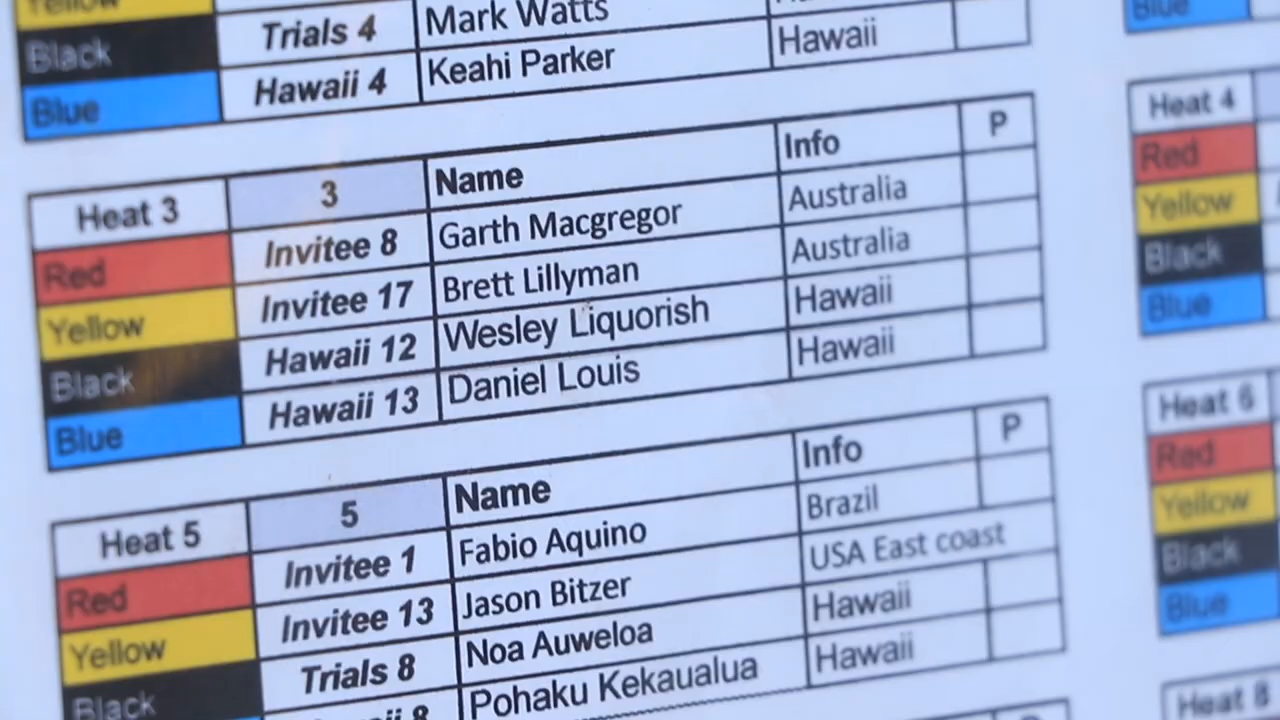 Yellow
Black Trials 4 Mark Watts
Blue Hawaii 4 Keahi Parker Hawaii
Heat 3 3 Name Info P
Red Invitee 8 Garth Macgregor Australia
Yellow Invitee 17 Brett Lillyman Australia
Black Hawaii 12 Wesley Liquorish Hawaii
Blue Hawaii 13 Daniel Louis Hawaii
Heat 5 5 Name Info P
Red Invitee 1 Fabio Aquino Brazil
Yellow Invitee 13 Jason Bitzer USA East coast
Black Trials 8 Noa Auweloa Hawaii
8 Pohaku Kekaualua Hawaii
Blue
Heat 4
Red
Yellow
Black
Blue
Heat 6
Red
Yellow
Black
Blue
Heat 8